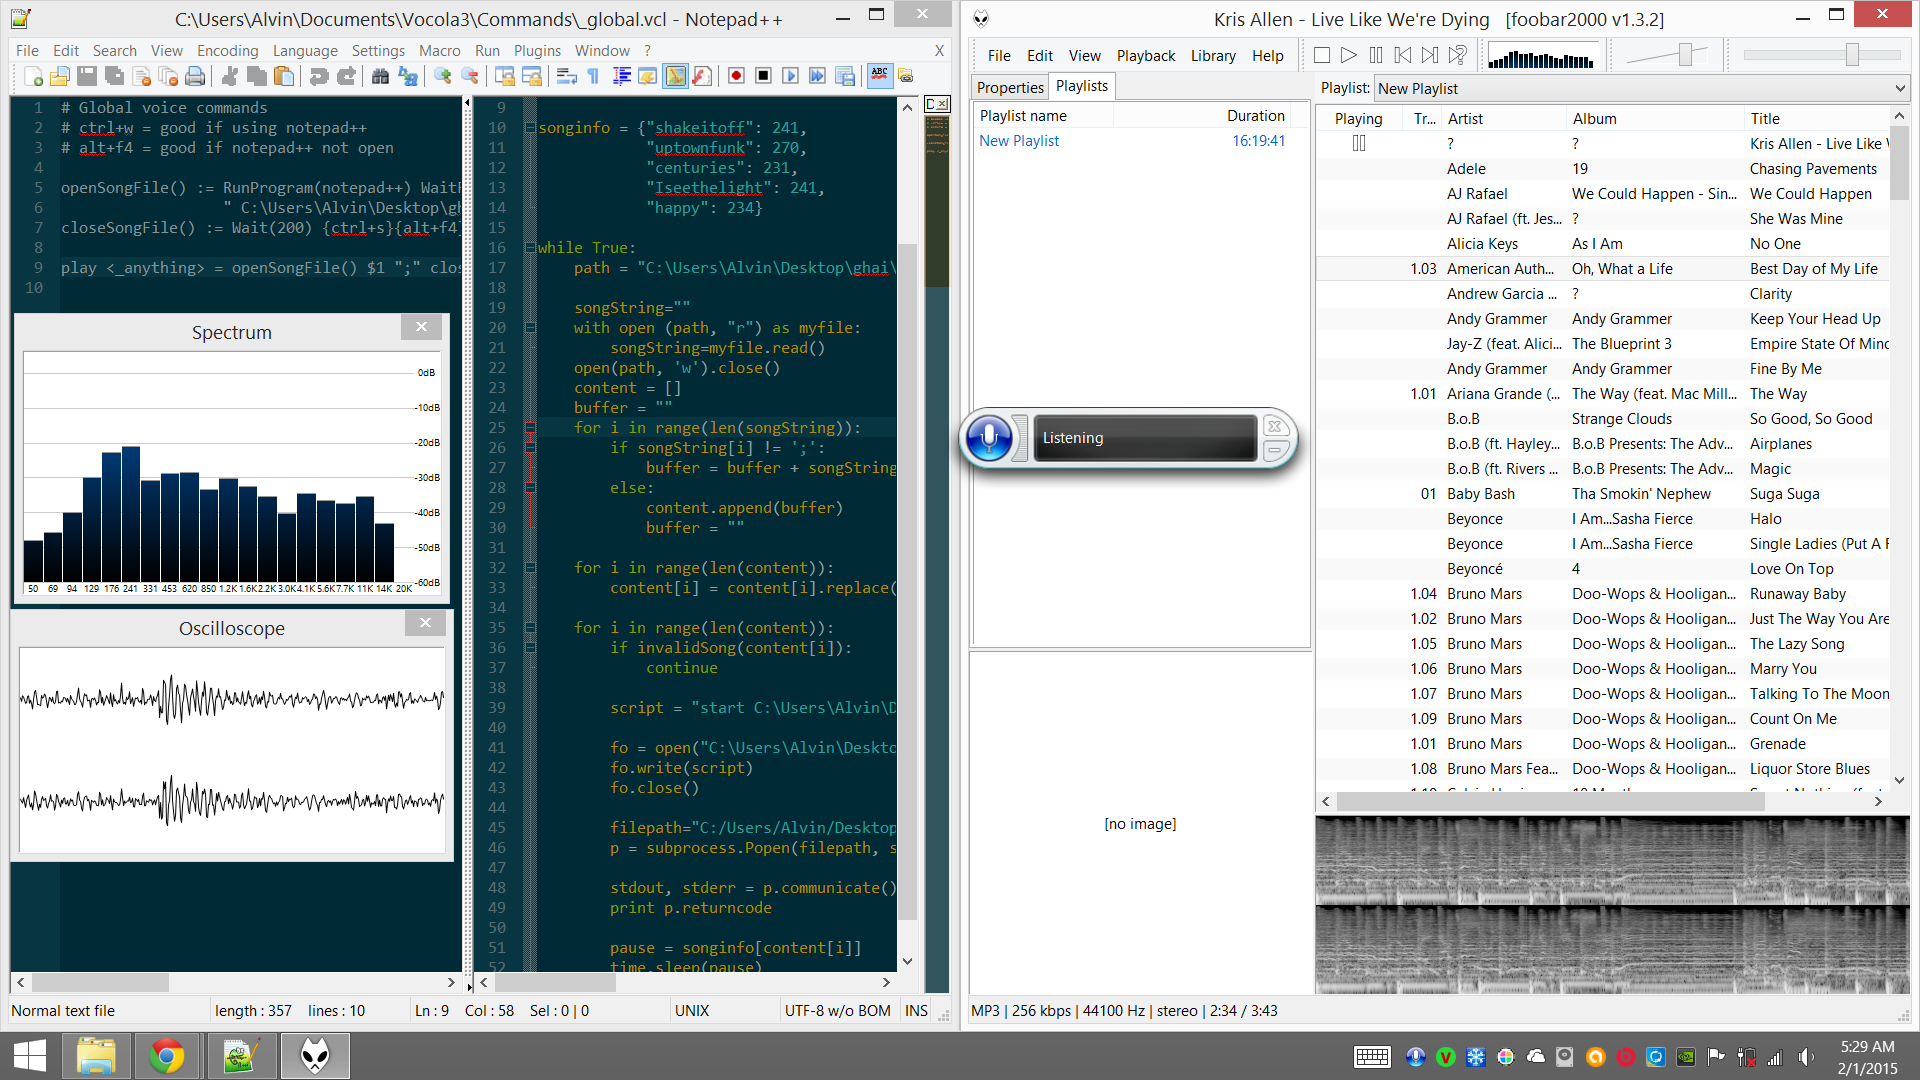 C:\Users\Alvin\Documents\Vocola3\Commands\_global.vcl - Notepad++
File Edit Search View Encoding Language Settings Macro Run Plugins Window ? X
ABC
1 # Global voice commands
2 # ctrl+w = good if using notepad++
3 # alt+f4 = good if notepad++ not open
4
5 openSongFile() := RunProgram(notepad++)
6 " C:\Users\Alvin\Desktop\
7 closeSongFile() := Wait(200) {ctrl+s}{alt+f4
8
9 play <_anything> = openSongFile() $1 ";"
10
Spectrum
0dB
-10dB
-20dB
-30dB
-40dB
-50dB
-60dB
50 69 94 129 176 241 331 453 620 850 1.2K 1.6K 2.2K 3.0K 4.1K 5.6K 7.7K 11K 14K 20K
Oscilloscope
9
10 songinfo = {"shakeitoff": 241,
11 "uptownfunk": 270,
12 "centuries": 231,
13 "Iseethelight": 241,
14 "happy": 234}
15
16 while True:
17 path = "C:\Users\Alvin\Desktop\ghai\
18
19 songString=""
20 with open (path, "r") as myfile:
21 songString=myfile.read()
22 open(path, 'w').close()
23 content = []
24 buffer = ""
25 for i in range(len(songString)):
26 if songString[i] != ';':
27 buffer = buffer + songString
28 else:
29 content.append(buffer)
30 buffer = ""
31
32 for i in range(len(content)):
33 content[i] = content[i].replace(
34
35 for i in range(len(content)):
36 if invalidSong(content[i]):
37 continue
38
39 script = "start C:\Users\Alvin\D
40
41 fo = open("C:\Users\Alvin\Deskto
42 fo.write(script)
43 fo.close()
44
45 filepath="C:/Users/Alvin/Desktop
46 p = subprocess.Popen(filepath, s
47
48 stdout, stderr = p.communicate()
49 print p.returncode
50
51 pause = songinfo[content[i]]
52 time.sleep(pause)
Normal text file length : 357 lines : 10 Ln : 9 Col : 58 Sel : 0 | 0 UNIX UTF-8 w/o BOM INS
Kris Allen - Live Like We're Dying [foobar2000 v1.3.2]
File Edit View Playback Library Help
Properties Playlists
Playlist name Duration
New Playlist 16:19:41
Listening
[no image]
Playlist: New Playlist
Playing Tr... Artist Album Title
? ? Kris Allen - Live Like
Adele 19 Chasing Pavements
AJ Rafael We Could Happen - Sin... We Could Happen
AJ Rafael (ft. Jes... ? She Was Mine
Alicia Keys As I Am No One
1.03 American Auth... Oh, What a Life Best Day of My Life
Andrew Garcia ... ? Clarity
Andy Grammer Andy Grammer Keep Your Head Up
Jay-Z (feat. Alici... The Blueprint 3 Empire State Of Mind
Andy Grammer Andy Grammer Fine By Me
1.01 Ariana Grande (... The Way (feat. Mac Mill... The Way
B.o.B Strange Clouds So Good, So Good
B.o.B (ft. Hayley... B.o.B Presents: The Adv... Airplanes
B.o.B (ft. Rivers ... B.o.B Presents: The Adv... Magic
01 Baby Bash Tha Smokin' Nephew Suga Suga
Beyonce I Am...Sasha Fierce Halo
Beyonce I Am...Sasha Fierce Single Ladies (Put A
Beyoncé 4 Love On Top
1.04 Bruno Mars Doo-Wops & Hooligan... Runaway Baby
1.02 Bruno Mars Doo-Wops & Hooligan... Just The Way You Are
1.05 Bruno Mars Doo-Wops & Hooligan... The Lazy Song
1.06 Bruno Mars Doo-Wops & Hooligan... Marry You
1.07 Bruno Mars Doo-Wops & Hooligan... Talking To The Moon
1.09 Bruno Mars Doo-Wops & Hooligan... Count On Me
1.01 Bruno Mars Doo-Wops & Hooligan... Grenade
1.08 Bruno Mars Fea... Doo-Wops & Hooligan... Liquor Store Blues
MP3 | 256 kbps | 44100 Hz | stereo | 2:34 / 3:43
5:29 AM
2/1/2015